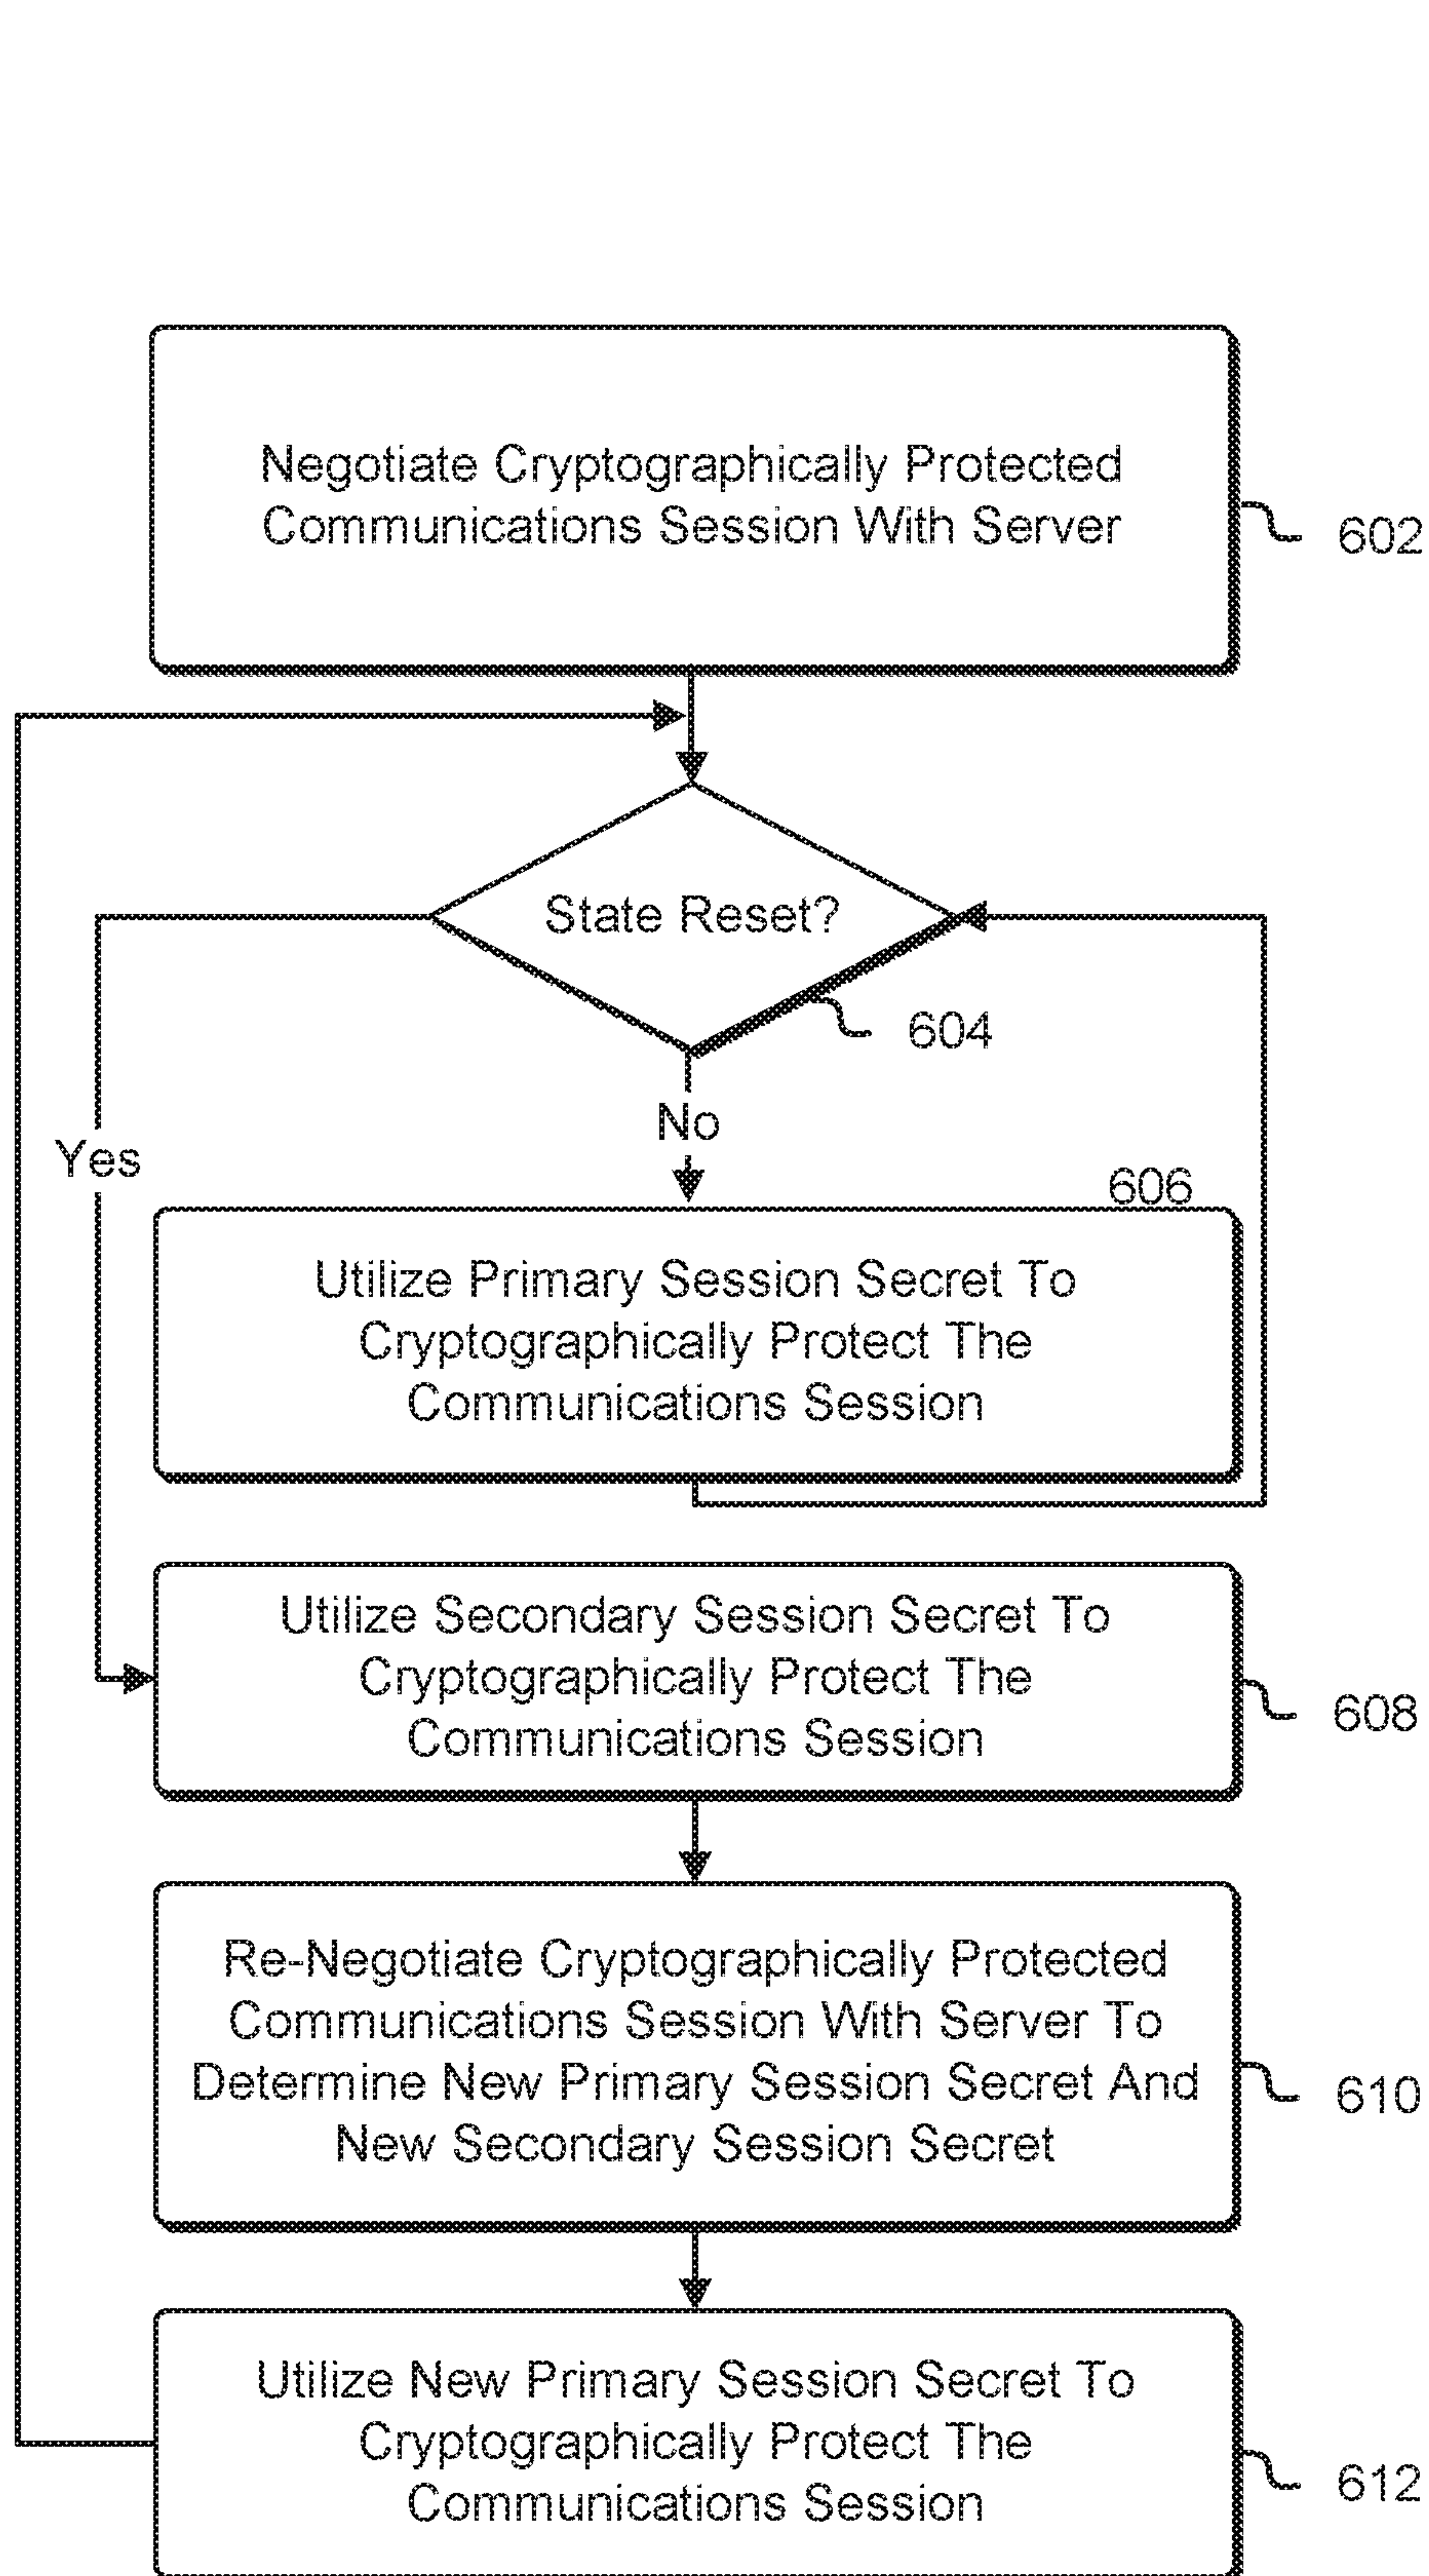 Negotiate Cryptographically Protected
Communications Session With Server
602
State Reset?
604
No
Yes
606
Utilize Primary Session Secret To
Cryptographically Protect The
Communications Session
Utilize Secondary Session Secret To
Cryptographically Protect The
Communications Session
608
Re-Negotiate Cryptographically Protected
Communications Session With Server To
Determine New Primary Session Secret And
New Secondary Session Secret
610
Utilize New Primary Session Secret To
Cryptographically Protect The
Communications Session
612